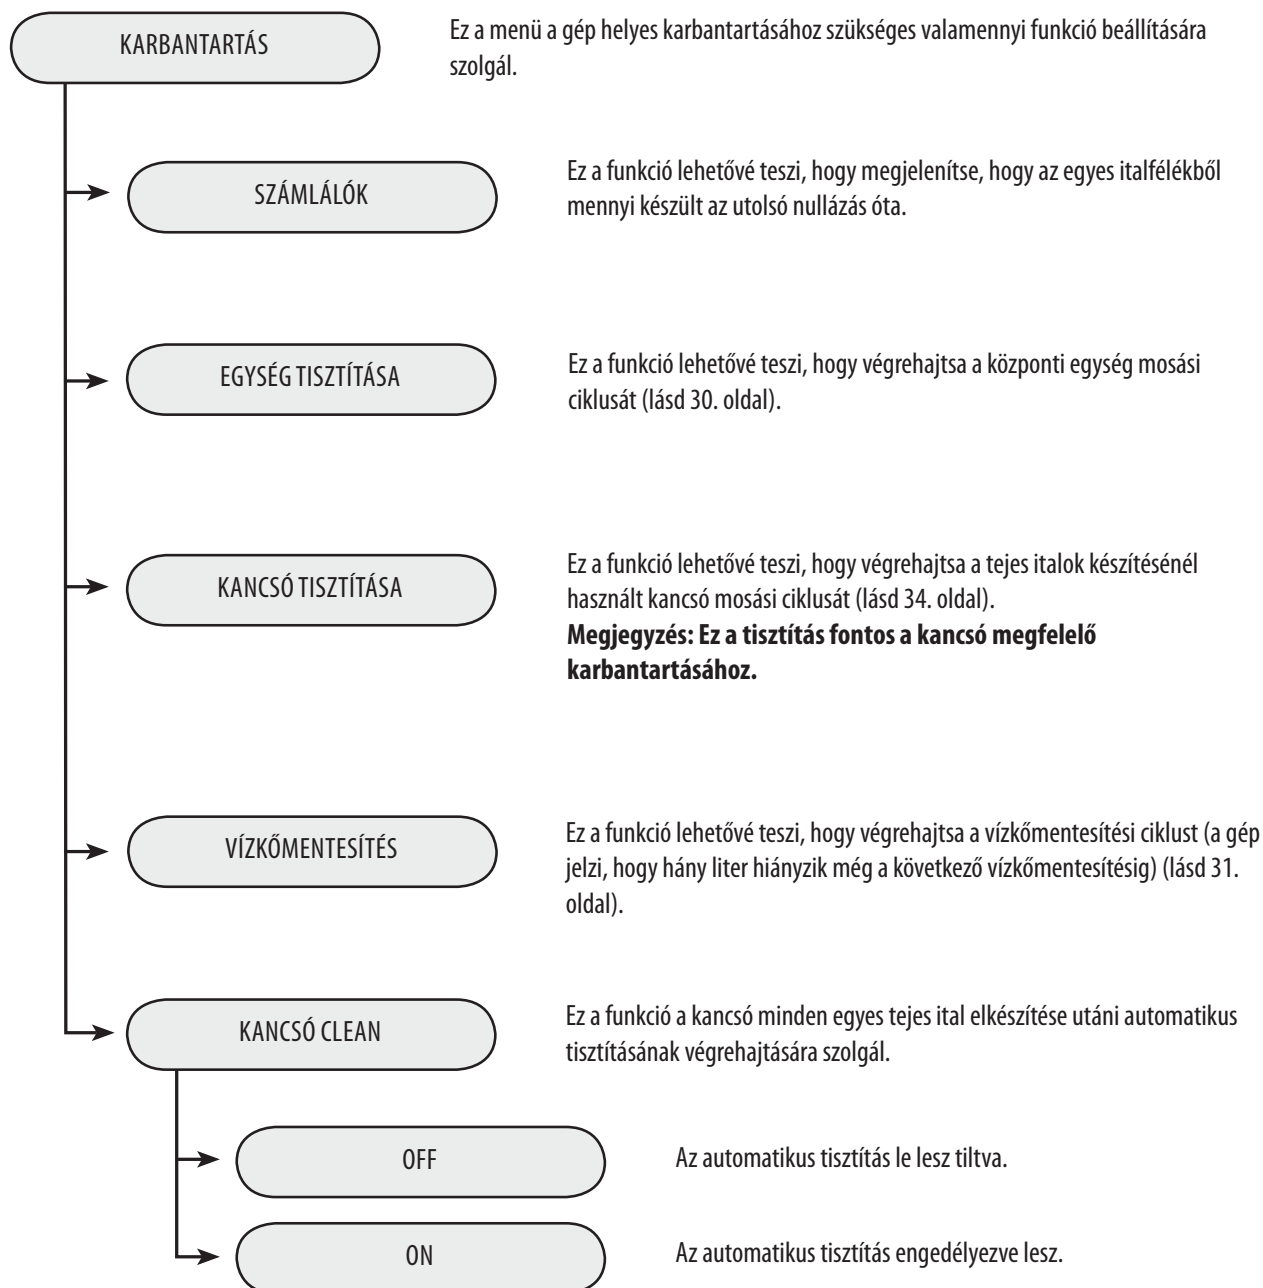 KARBANTARTÁS
Ez a menü a gép helyes karbantartásához szükséges valamennyi funkció beállítására
szolgál.
SZÁMLÁLÓK
Ez a funkció lehetővé teszi, hogy megjelenítse, hogy az egyes italfélékből
mennyi készült az utolsó nullázás óta.
EGYSÉG TISZTÍTÁSA
Ez a funkció lehetővé teszi, hogy végrehajtsa a központi egység mosási
ciklusát (lásd 30. oldal).
KANCSÓ TISZTÍTÁSA
Ez a funkció lehetővé teszi, hogy végrehajtsa a tejes italok készítésénél
használt kancsó mosási ciklusát (lásd 34. oldal).
Megjegyzés: Ez a tisztítás fontos a kancsó megfelelő
karbantartásához.
VÍZKŐMENTESÍTÉS
Ez a funkció lehetővé teszi, hogy végrehajtsa a vízkőmentesítési ciklust (a gép
jelzi, hogy hány liter hiányzik még a következő vízkőmentesítésig) (lásd 31.
oldal).
KANCSÓ CLEAN
Ez a funkció a kancsó minden egyes tejes ital elkészítése utáni automatikus
tisztításának végrehajtására szolgál.
OFF
Az automatikus tisztítás le lesz tiltva.
ON
Az automatikus tisztítás engedélyezve lesz.